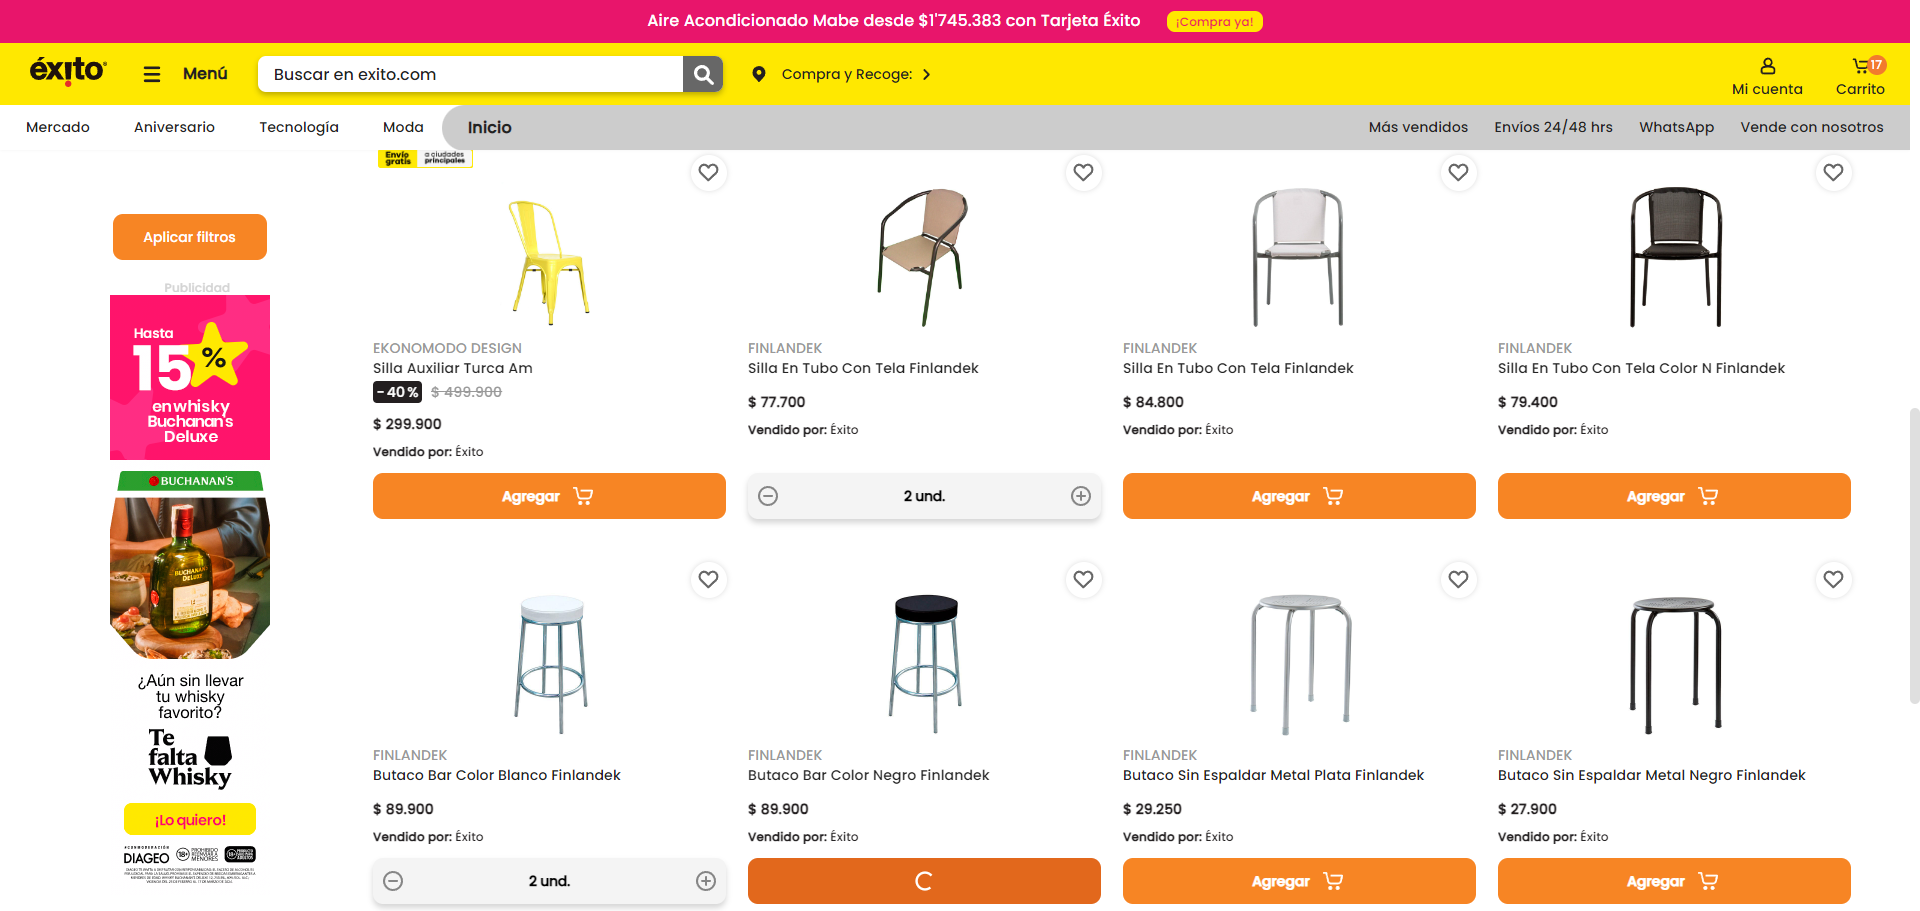 Aire Acondicionado Mabe desde $1'745.383 con Tarjeta Éxito ¡Compra ya!
éxito
Menú
Buscar en exito.com
Compra y Recoge:
Mi cuenta
17
Carrito
Mercado
Aniversario
Tecnología
Moda
Inicio
Más vendidos
Envíos 24/48 hrs
WhatsApp
Vende con nosotros
Envío gratis
a ciudades principales
Aplicar filtros
Publicidad
Hasta
15%
en whisky
Buchanan's
Deluxe
BUCHANAN'S
BUCHANAN'S
DELUXE
¿Aún sin llevar
tu whisky
favorito?
Te
falta
Whisky
¡Lo quiero!
DIAGEO
EKONOMODO DESIGN
Silla Auxiliar Turca Am
-40% $ 499.900
$ 299.900
Vendido por: Éxito
Agregar
FINLANDEK
Silla En Tubo Con Tela Finlandek
$ 77.700
Vendido por: Éxito
2 und.
FINLANDEK
Silla En Tubo Con Tela Finlandek
$ 84.800
Vendido por: Éxito
Agregar
FINLANDEK
Silla En Tubo Con Tela Color N Finlandek
$ 79.400
Vendido por: Éxito
Agregar
FINLANDEK
Butaco Bar Color Blanco Finlandek
$ 89.900
Vendido por: Éxito
2 und.
FINLANDEK
Butaco Bar Color Negro Finlandek
$ 89.900
Vendido por: Éxito
FINLANDEK
Butaco Sin Espaldar Metal Plata Finlandek
$ 29.250
Vendido por: Éxito
Agregar
FINLANDEK
Butaco Sin Espaldar Metal Negro Finlandek
$ 27.900
Vendido por: Éxito
Agregar